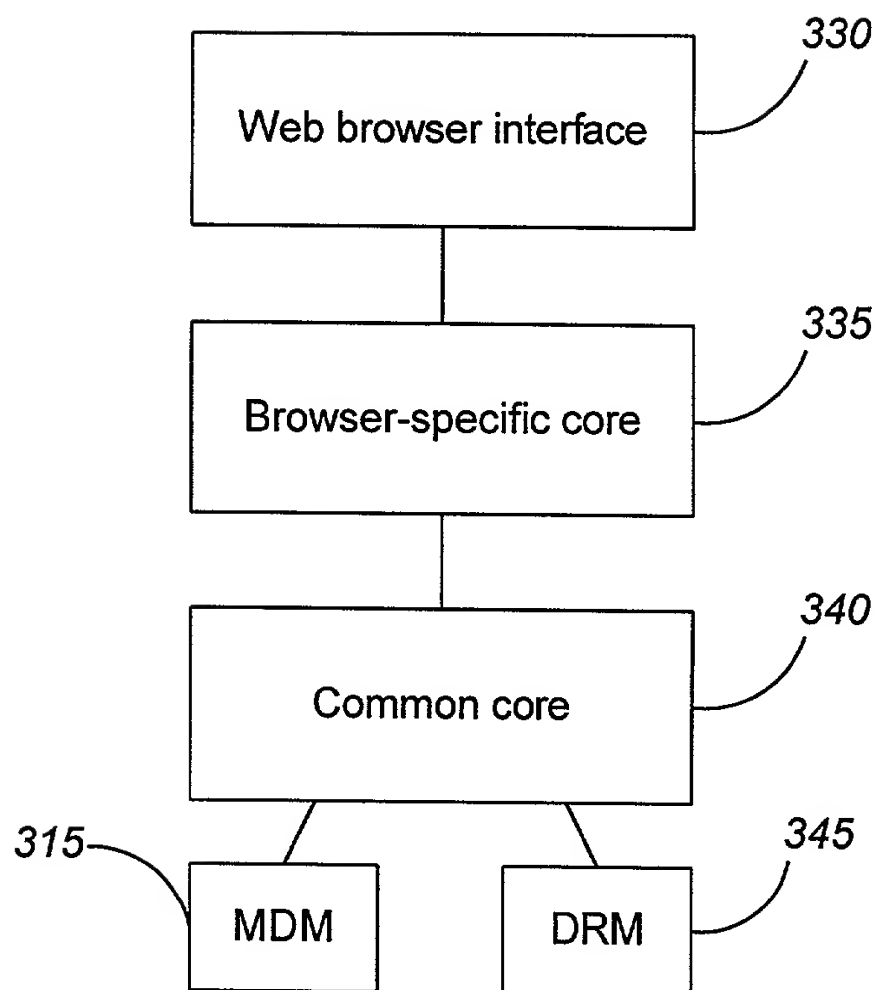 330
Web browser interface
335
Browser-specific core
340
Common core
315
345
MDM
DRM